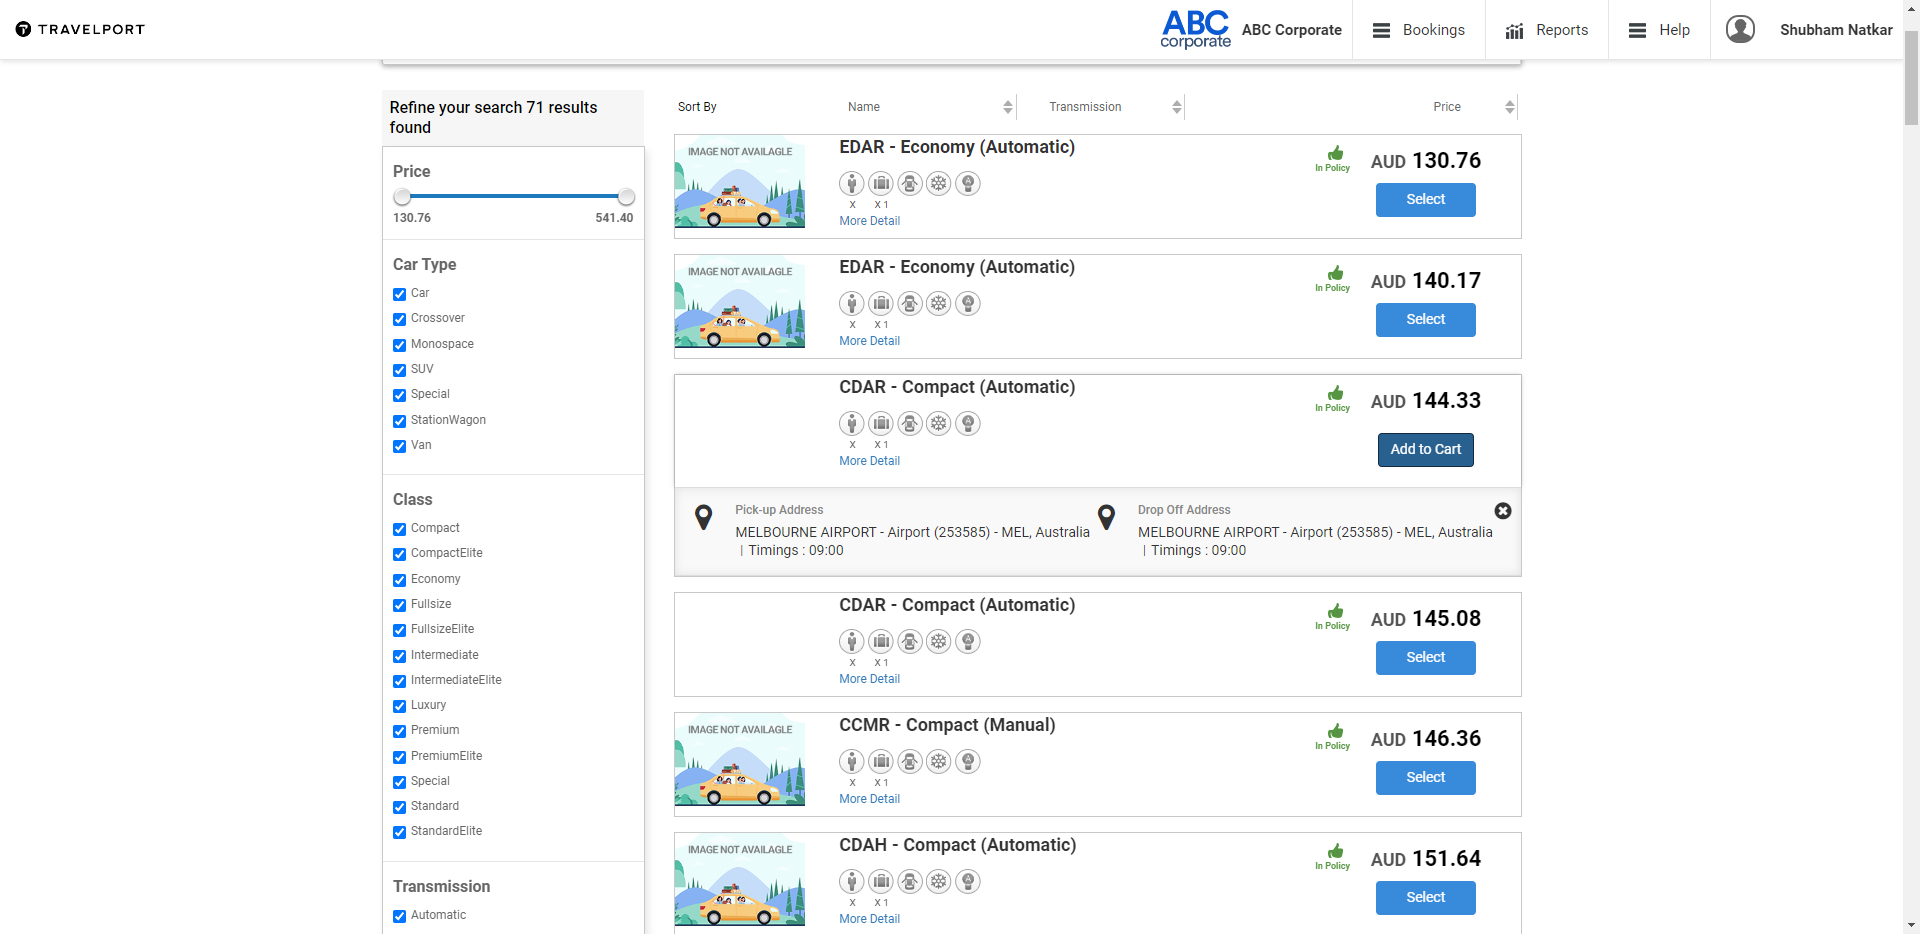 TRAVELPORT
ABC
corporate
ABC Corporate
Bookings
Reports
Help
Shubham Natkar
Refine your search 71 results
found
Price
130.76
541.40
Car Type
Car
Crossover
Monospace
SUV
Special
StationWagon
Van
Class
Compact
CompactElite
Economy
Fullsize
FullsizeElite
Intermediate
IntermediateElite
Luxury
Premium
PremiumElite
Special
Standard
StandardElite
Transmission
Automatic
Sort By
Name
Transmission
Price
IMAGE NOT AVAILAGLE
EDAR - Economy (Automatic)
X
X 1
More Detail
In Policy
AUD 130.76
Select
IMAGE NOT AVAILAGLE
EDAR - Economy (Automatic)
X
X 1
More Detail
In Policy
AUD 140.17
Select
CDAR - Compact (Automatic)
X
X 1
More Detail
In Policy
AUD 144.33
Add to Cart
Pick-up Address
MELBOURNE AIRPORT - Airport (253585) - MEL, Australia
| Timings : 09:00
Drop Off Address
MELBOURNE AIRPORT - Airport (253585) - MEL, Australia
| Timings : 09:00
CDAR - Compact (Automatic)
X
X 1
More Detail
In Policy
AUD 145.08
Select
IMAGE NOT AVAILAGLE
CCMR - Compact (Manual)
X
X 1
More Detail
In Policy
AUD 146.36
Select
IMAGE NOT AVAILAGLE
CDAH - Compact (Automatic)
X
X 1
More Detail
In Policy
AUD 151.64
Select